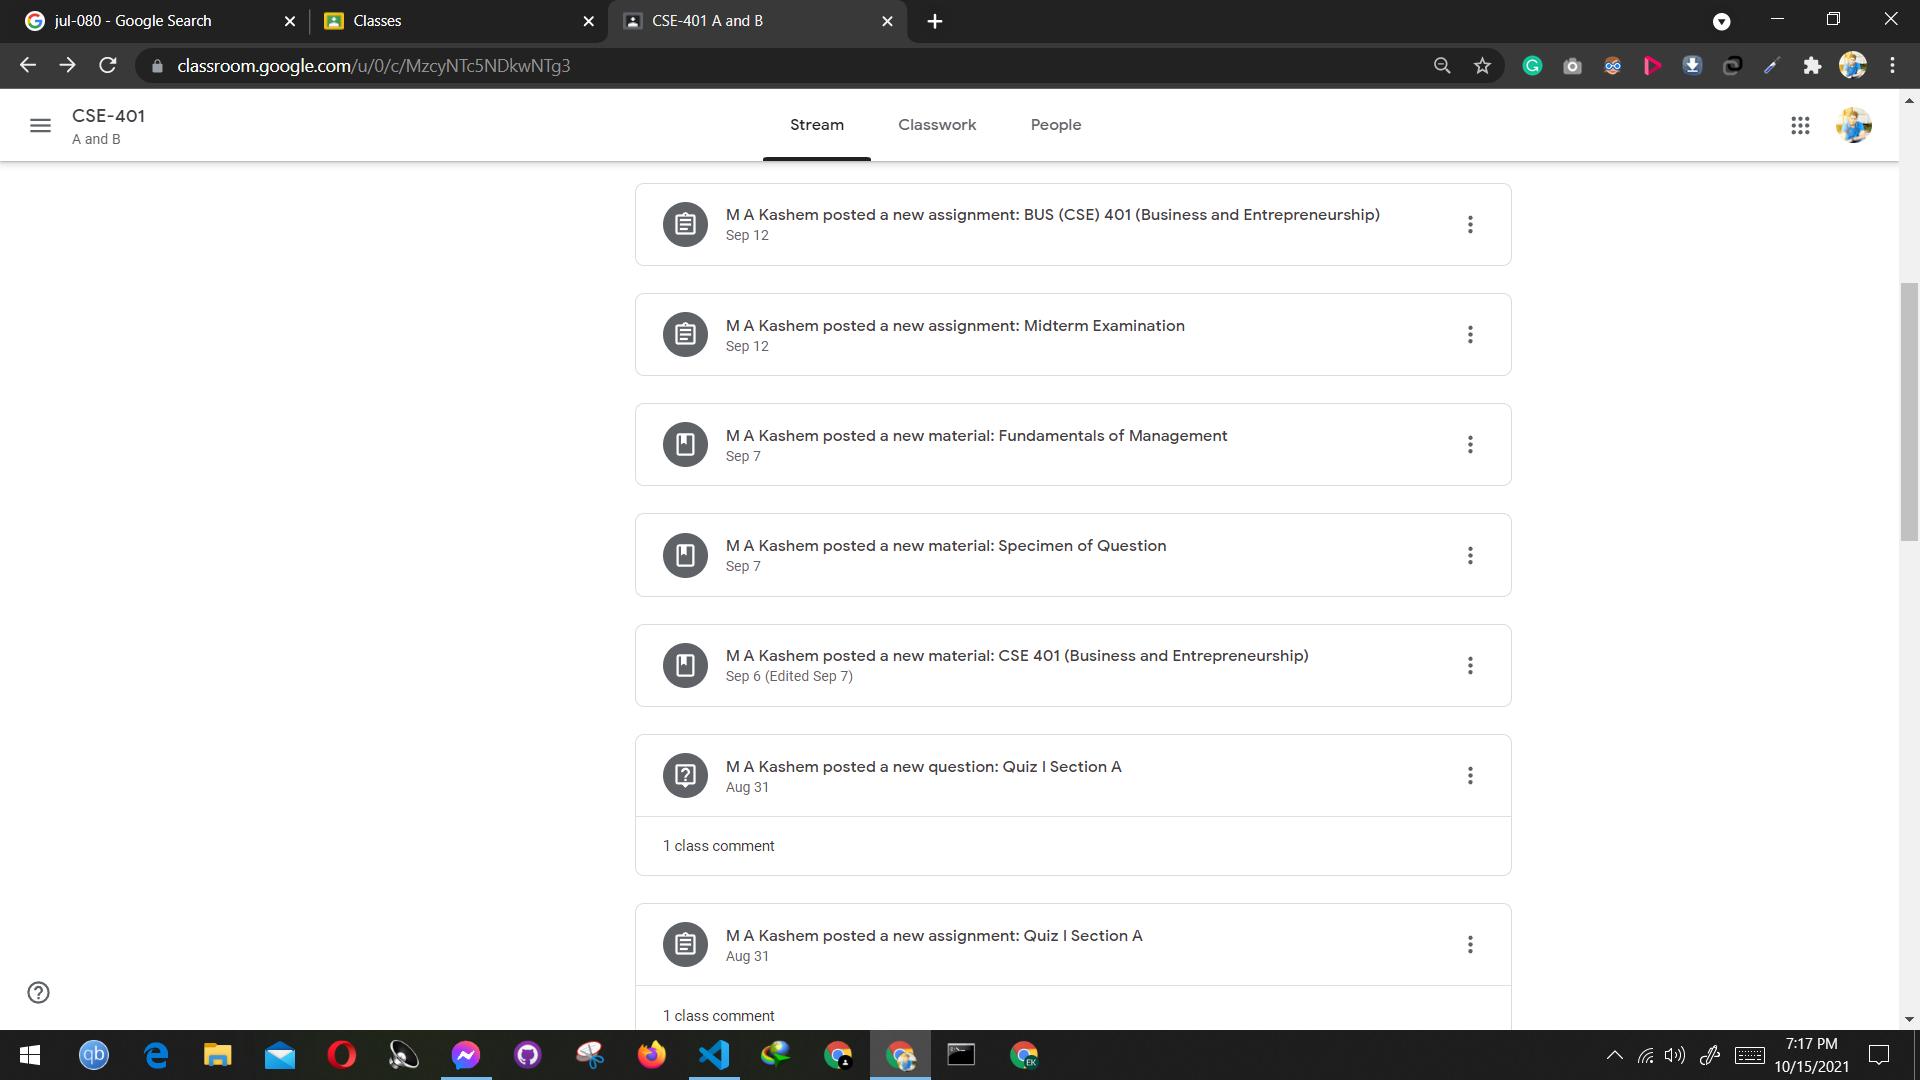 jul-080 - Google Search
Classes
CSE-401 A and B
classroom.google.com/u/0/c/MzcyNTc5NDkwNTg3
CSE-401
A and B
Stream
Classwork
People
M A Kashem posted a new assignment: BUS (CSE) 401 (Business and Entrepreneurship)
Sep 12
M A Kashem posted a new assignment: Midterm Examination
Sep 12
M A Kashem posted a new material: Fundamentals of Management
Sep 7
M A Kashem posted a new material: Specimen of Question
Sep 7
M A Kashem posted a new material: CSE 401 (Business and Entrepreneurship)
Sep 6 (Edited Sep 7)
M A Kashem posted a new question: Quiz I Section A
Aug 31
1 class comment
M A Kashem posted a new assignment: Quiz I Section A
Aug 31
1 class comment
qb
EK
7:17 PM
10/15/2021